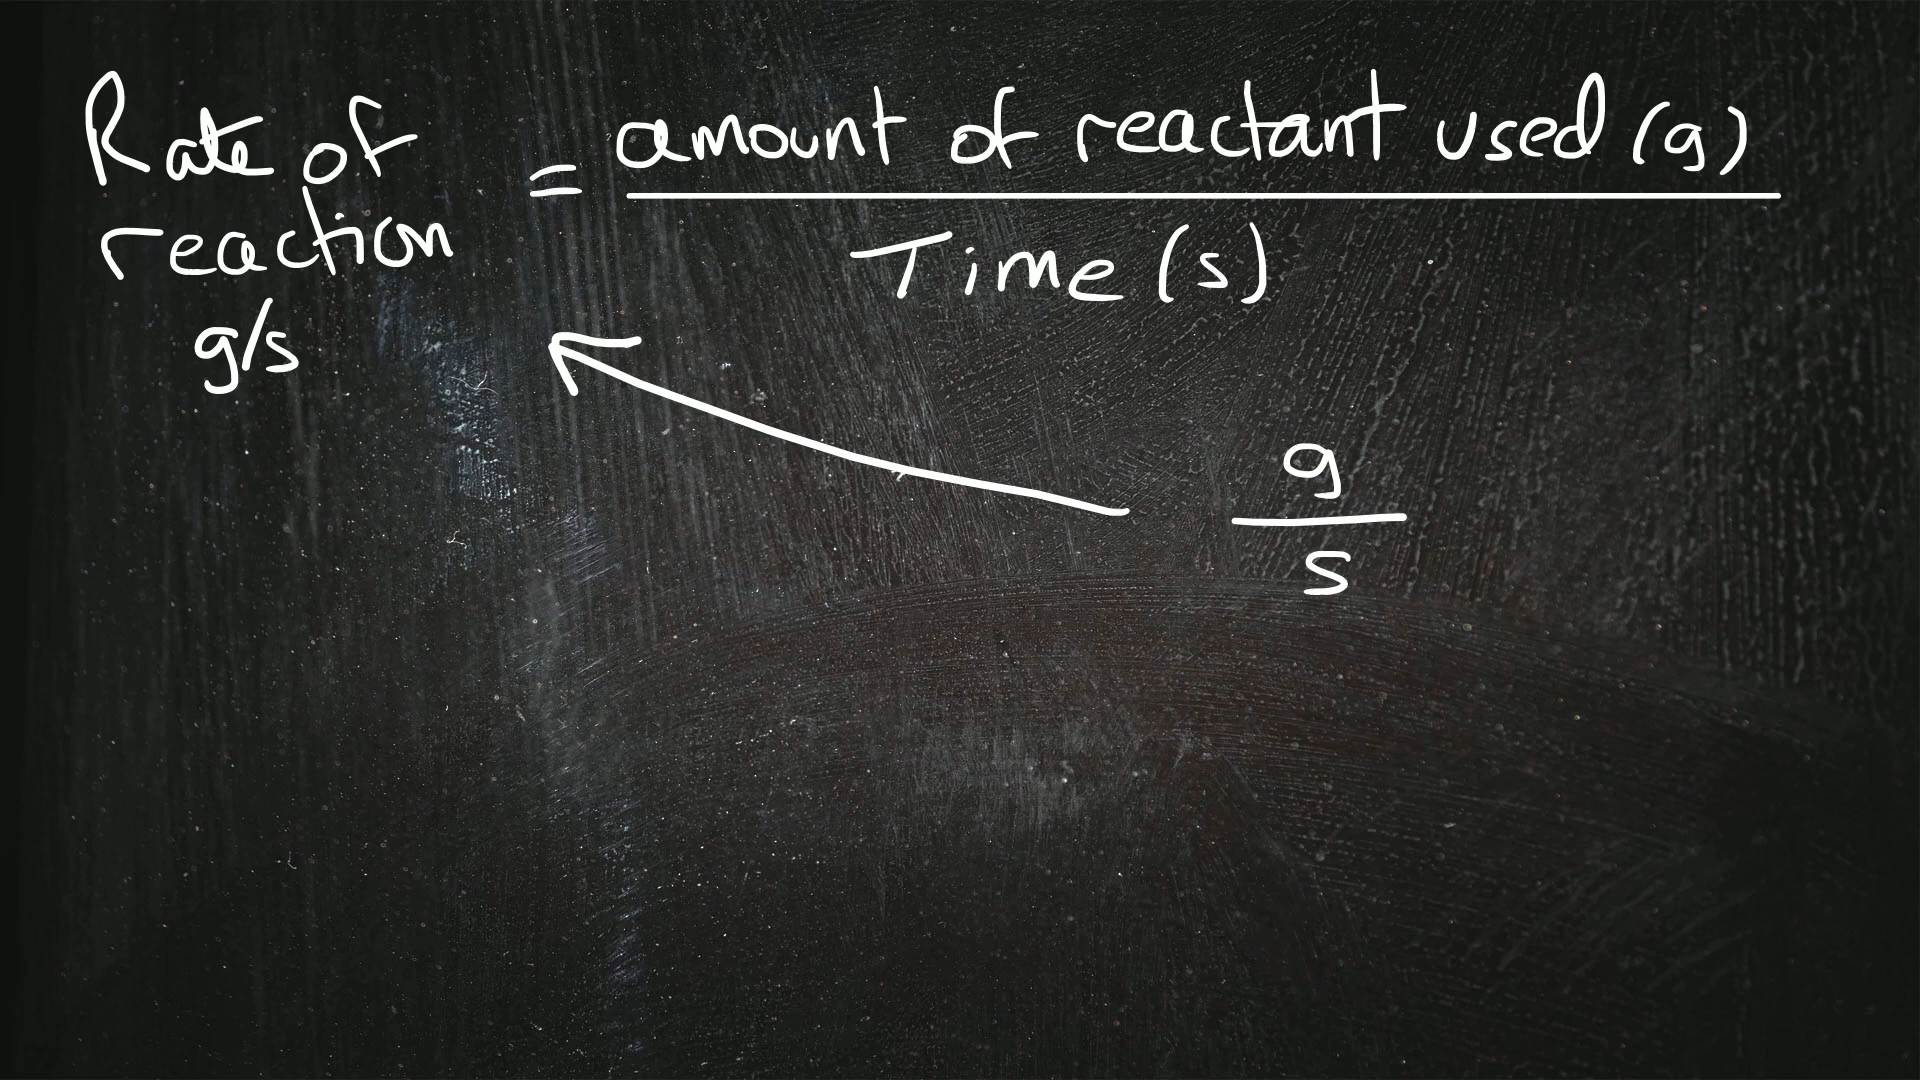 Rate of
reaction
g/s
= amount of reactant used (g)
Time (s)
g
s